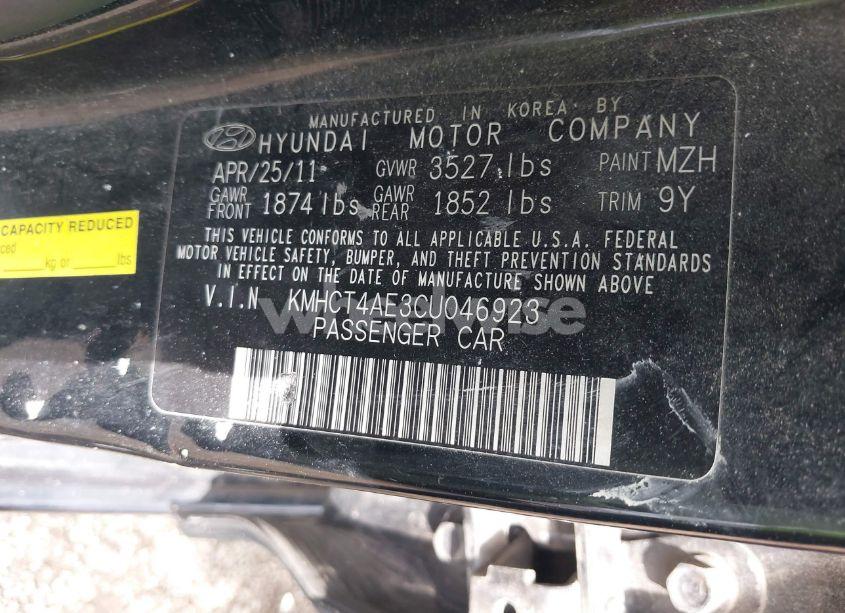 MANUFACTURED IN KOREA BY
HYUNDAI MOTOR COMPANY
APR/25/11 GVWR 3527 lbs PAINT MZH
GAWR FRONT 1874 lbs GAWR REAR 1852 lbs TRIM 9Y
THIS VEHICLE CONFORMS TO ALL APPLICABLE U.S.A. FEDERAL
MOTOR VEHICLE SAFETY, BUMPER, AND THEFT PREVENTION STANDARDS
IN EFFECT ON THE DATE OF MANUFACTURE SHOWN ABOVE
V.I.N KMHCT4AE3CU046923
PASSENGER CAR
CAPACITY REDUCED
kg or lbs